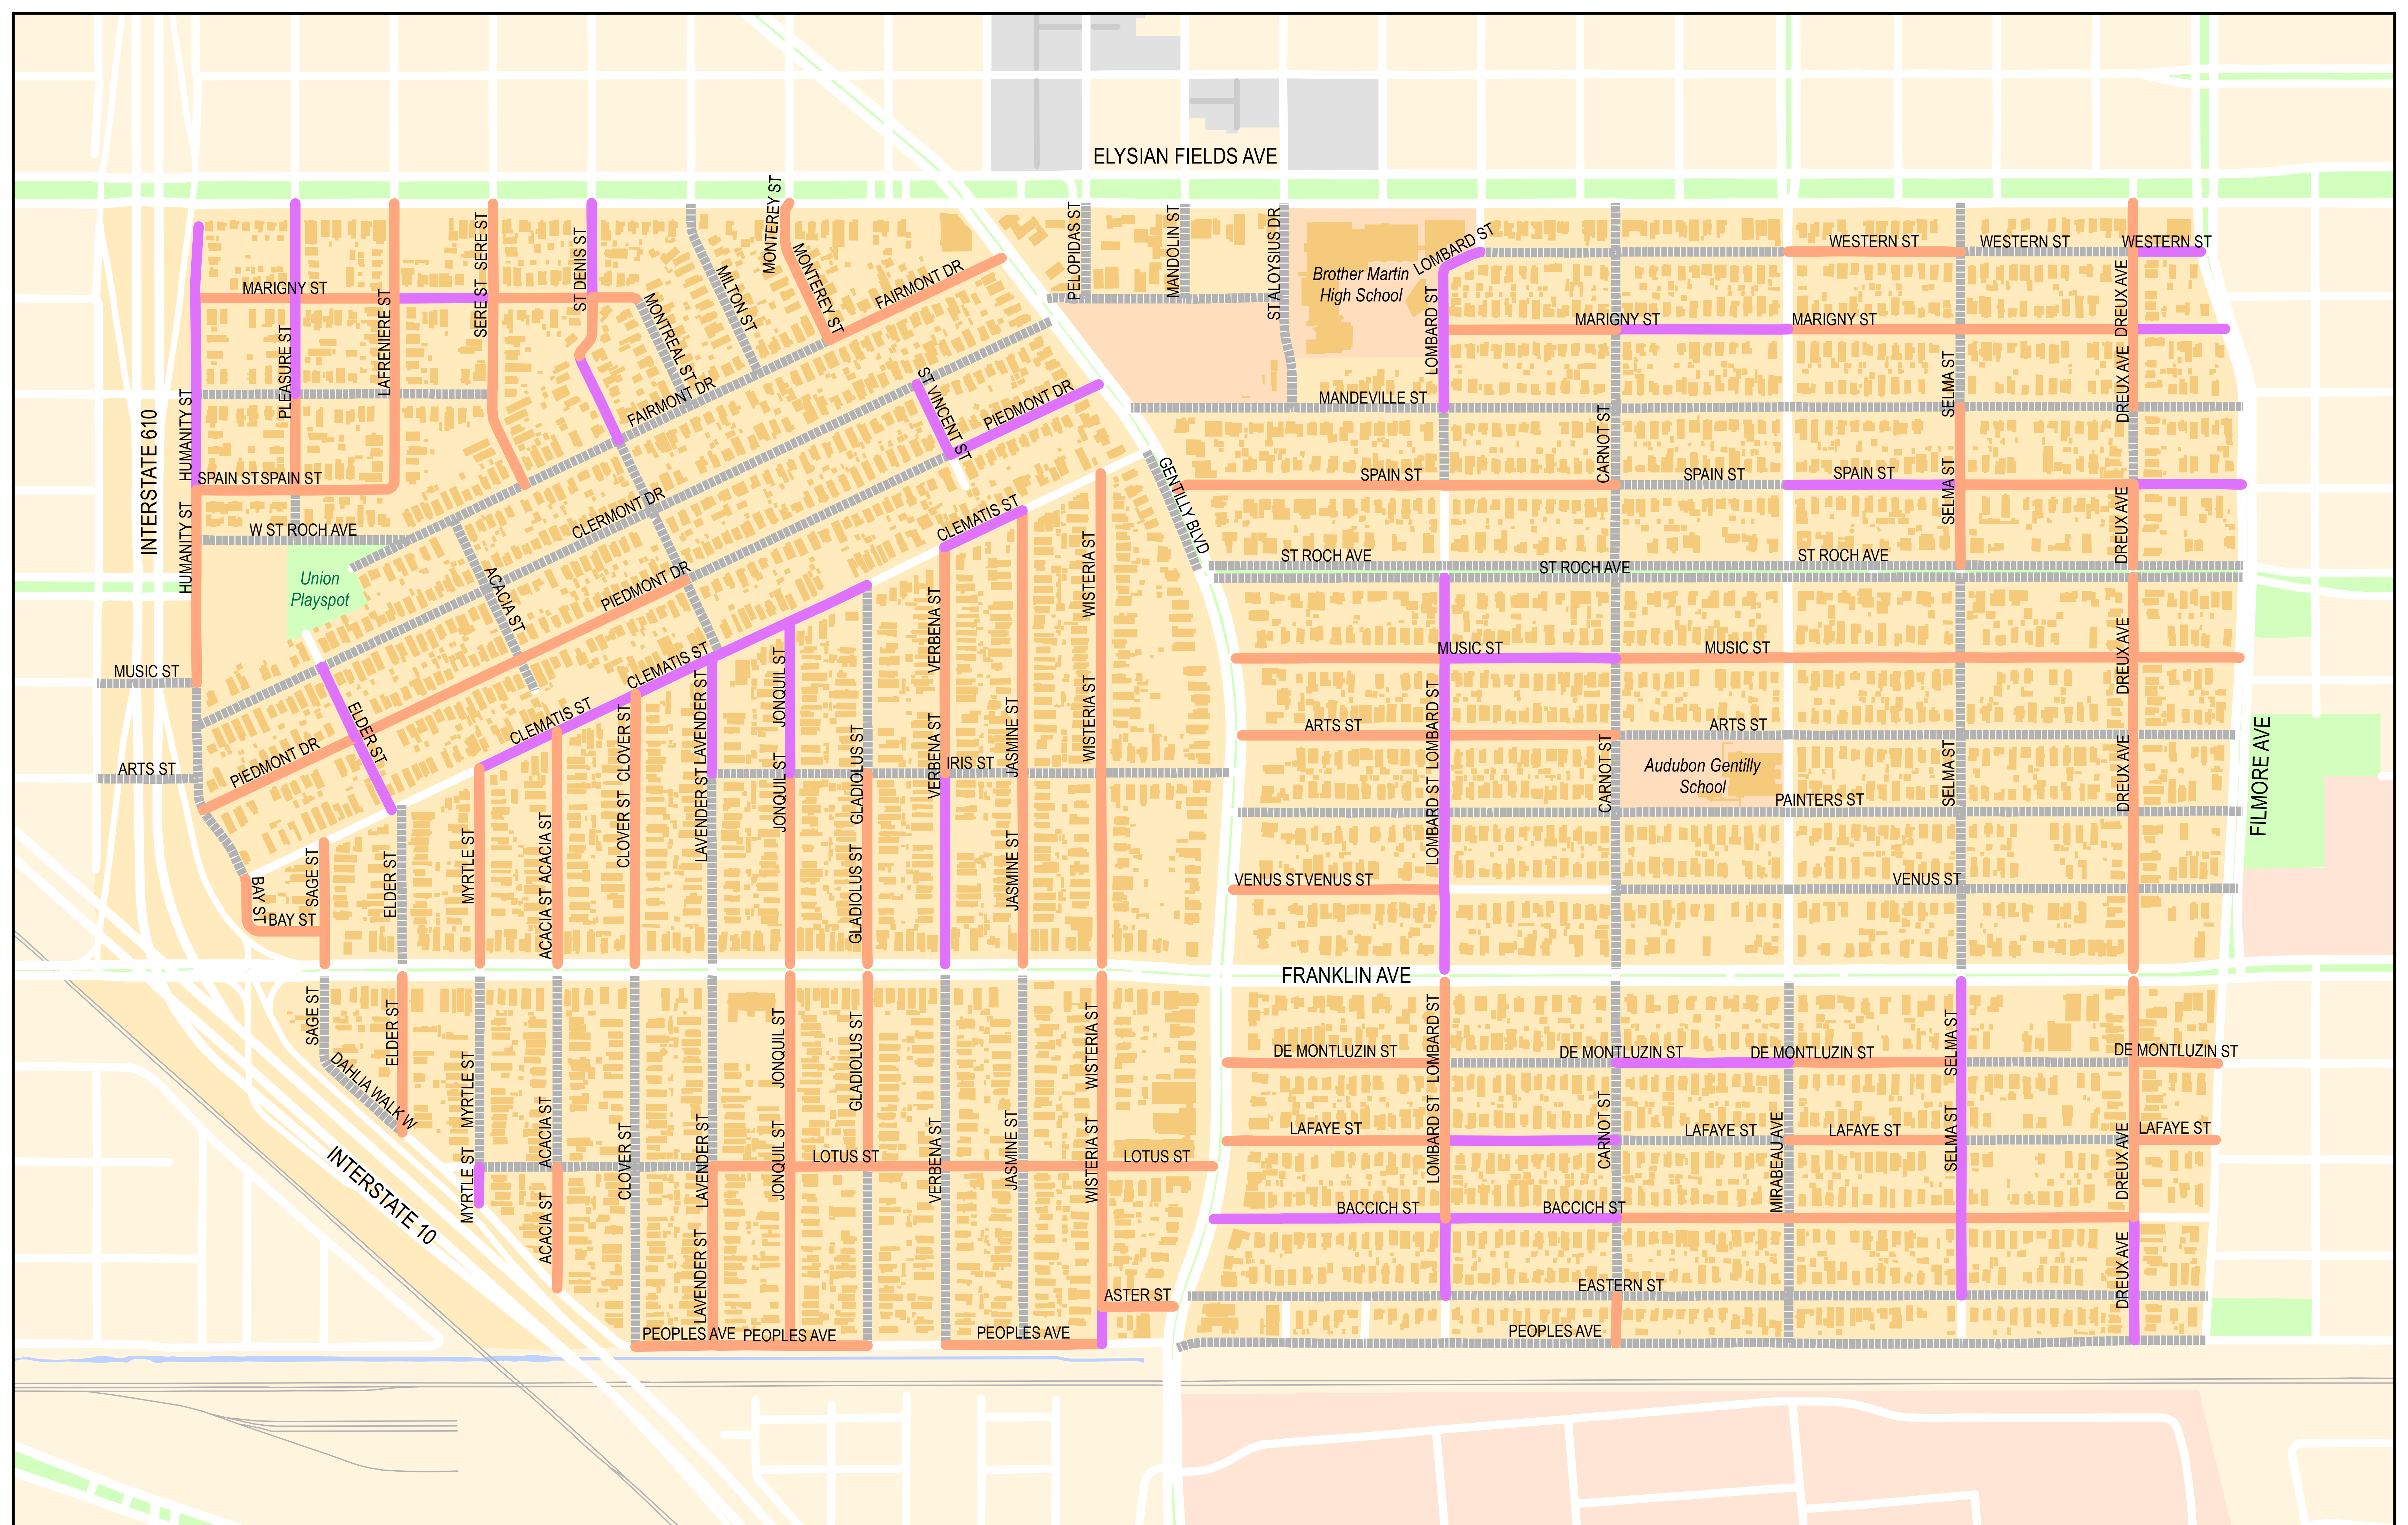 ELYSIAN FIELDS AVE
MONTEREY ST
PELOPIDAS ST
MANDOLIN ST
ST ALOYSIUS DR
SERE ST
SERE ST
ST DENIS ST
MILTON ST
MONTEREY ST
FAIRMONT DR
Brother Martin
High School
LOMBARD ST
WESTERN ST
WESTERN ST
WESTERN ST
MARIGNY ST
LAFRENIERE ST
PLEASURE ST
MONTREAL ST
LOMBARD ST
MARIGNY ST
MARIGNY ST
DREUX AVE
HUMANITY ST
FAIRMONT DR
ST VINCENT ST
PIEDMONT DR
MANDEVILLE ST
CARNOT ST
SELMA ST
DREUX AVE
INTERSTATE 610
SPAIN ST
SPAIN ST
CLERMONT DR
CLEMATIS ST
GENTILLY BLVD
SPAIN ST
SPAIN ST
SPAIN ST
SELMA ST
DREUX AVE
HUMANITY ST
W ST ROCH AVE
Union
Playspot
ACACIA ST
PIEDMONT DR
VERBENA ST
WISTERIA ST
ST ROCH AVE
ST ROCH AVE
ST ROCH AVE
MUSIC ST
CLEMATIS ST
LAVENDER ST
JONQUIL ST
WISTERIA ST
MUSIC ST
MUSIC ST
DREUX AVE
ELDER ST
CLEMATIS ST
CLOVER ST
GLADIOLUS ST
VERBENA ST
JASMINE ST
LOMBARD ST
ARTS ST
ARTS ST
ARTS ST
PIEDMONT DR
IRIS ST
CARNOT ST
Audubon Gentilly
School
SELMA ST
DREUX AVE
FILMORE AVE
CLOVER ST
LAVENDER ST
JONQUIL ST
LOMBARD ST
PAINTERS ST
BAY ST
SAGE ST
ELDER ST
MYRTLE ST
ACACIA ST
ACACIA ST
GLADIOLUS ST
JASMINE ST
VENUS ST
VENUS ST
VENUS ST
BAY ST
FRANKLIN AVE
SAGE ST
ELDER ST
DAHLIA WALK W
MYRTLE ST
ACACIA ST
JONQUIL ST
GLADIOLUS ST
WISTERIA ST
DE MONTLUZIN ST
LOMBARD ST
DE MONTLUZIN ST
DE MONTLUZIN ST
SELMA ST
DE MONTLUZIN ST
INTERSTATE 10
MYRTLE ST
CLOVER ST
LAVENDER ST
JONQUIL ST
LOTUS ST
VERBENA ST
JASMINE ST
WISTERIA ST
LOTUS ST
LAFAYE ST
LOMBARD ST
CARNOT ST
LAFAYE ST
MIRABEAU AVE
LAFAYE ST
SELMA ST
DREUX AVE
LAFAYE ST
ACACIA ST
LAVENDER ST
BACCICH ST
BACCICH ST
DREUX AVE
ASTER ST
EASTERN ST
PEOPLES AVE
PEOPLES AVE
PEOPLES AVE
PEOPLES AVE